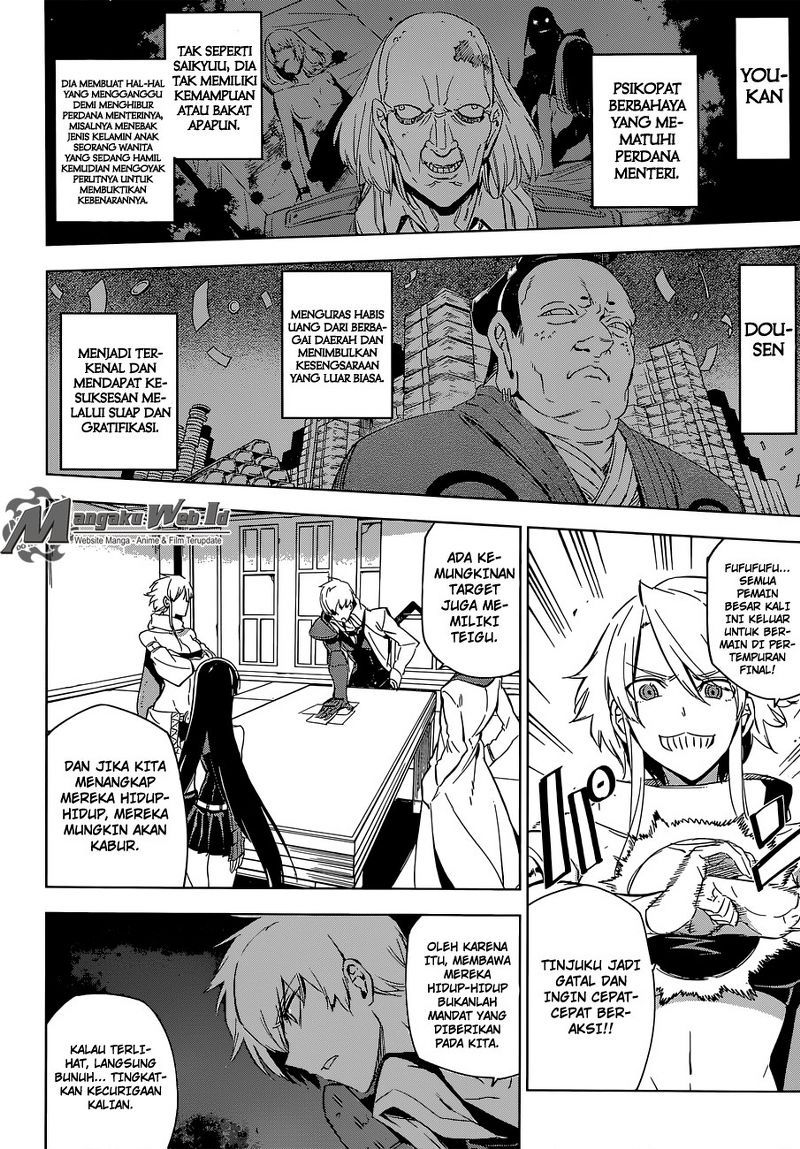 YOU-
KAN
PSIKOPAT
BERBAHAYA
YANG ME-
MATUHI
PERDANA
MENTERI.
TAK SEPERTI
SAIKYUU, DIA
TAK MEMILIKI
KEMAMPUAN
ATAU BAKAT
APAPUN.
DIA MEMBUAT HAL-HAL
YANG MENGGANGGU
DEMI MENGHIBUR
PERDANA MENTERINYA,
MISALNYA MENEBAK
JENIS KELAMIN ANAK
SEORANG WANITA
YANG SEDANG HAMIL
KEMUDIAN MENGOYAK
PERUTNYA UNTUK
MEMBUKTIKAN
KEBENARANNYA.
DOU-
SEN
MENGURAS HABIS
UANG DARI BERBA-
GAI DAERAH DAN
MENIMBULKAN
KESENGSARAAN
YANG LUAR BIASA.
MENJADI TER-
KENAL DAN
MENDAPAT KE-
SUKSESAN ME-
LALUI SUAP DAN
GRATIFIKASI.
Mangaku.Web.Id
Website Manga - Anime & Film Terupdate
FUFUFUFU...
SEMUA
PEMAIN
BESAR KALI
INI KELUAR
UNTUK BER-
MAIN DI PER-
TEMPURAN
FINAL!
TINJUKU JADI
GATAL DAN
INGIN CEPAT-
CEPAT BER-
AKSI!!
ADA KE-
MUNGKINAN
TARGET
JUGA ME-
MILIKI
TEIGU.
DAN JIKA KITA
MENANGKAP
MEREKA HIDUP-
HIDUP, MEREKA
MUNGKIN AKAN
KABUR.
OLEH KARENA
ITU, MEMBAWA
MEREKA
HIDUP-HIDUP
BUKANLAH
MANDAT YANG
DIBERIKAN
PADA KITA.
KALAU TERLI-
HAT, LANGSUNG
BUNUH... TINGKAT-
KAN KECURIGAAN
KALIAN.